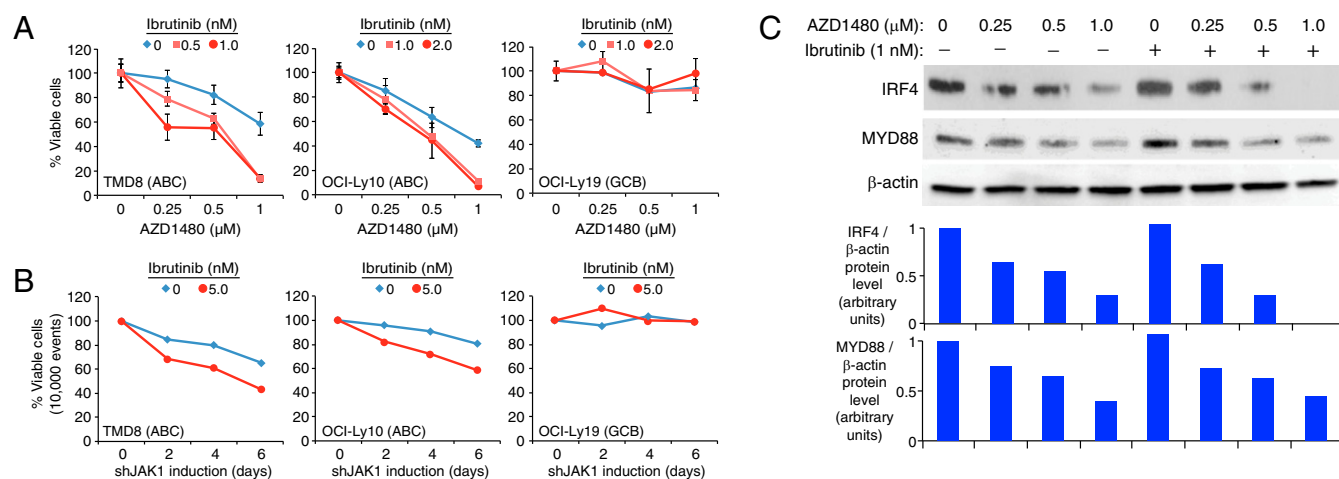 A
Ibrutinib (nM)
0 0.5 1.0
Ibrutinib (nM)
0 1.0 2.0
Ibrutinib (nM)
0 1.0 2.0
% Viable cells
120
100
80
60
40
20
0
TMD8 (ABC)
0 0.25 0.5 1
AZD1480 (μM)
120
100
80
60
40
20
0
OCI-Ly10 (ABC)
0 0.25 0.5 1
AZD1480 (μM)
120
100
80
60
40
20
0
OCI-Ly19 (GCB)
0 0.25 0.5 1
AZD1480 (μM)
B
Ibrutinib (nM)
0 5.0
Ibrutinib (nM)
0 5.0
Ibrutinib (nM)
0 5.0
% Viable cells
(10,000 events)
120
100
80
60
40
20
0
TMD8 (ABC)
0 2 4 6
shJAK1 induction (days)
120
100
80
60
40
20
0
OCI-Ly10 (ABC)
0 2 4 6
shJAK1 induction (days)
120
100
80
60
40
20
0
OCI-Ly19 (GCB)
0 2 4 6
shJAK1 induction (days)
C
AZD1480 (μM): 0 0.25 0.5 1.0 0 0.25 0.5 1.0
Ibrutinib (1 nM): – – – – + + + +
IRF4
MYD88
β-actin
IRF4 /
β-actin
protein
level
(arbitrary
units)
1
0.5
0
MYD88 /
β-actin
protein
level
(arbitrary
units)
1
0.5
0